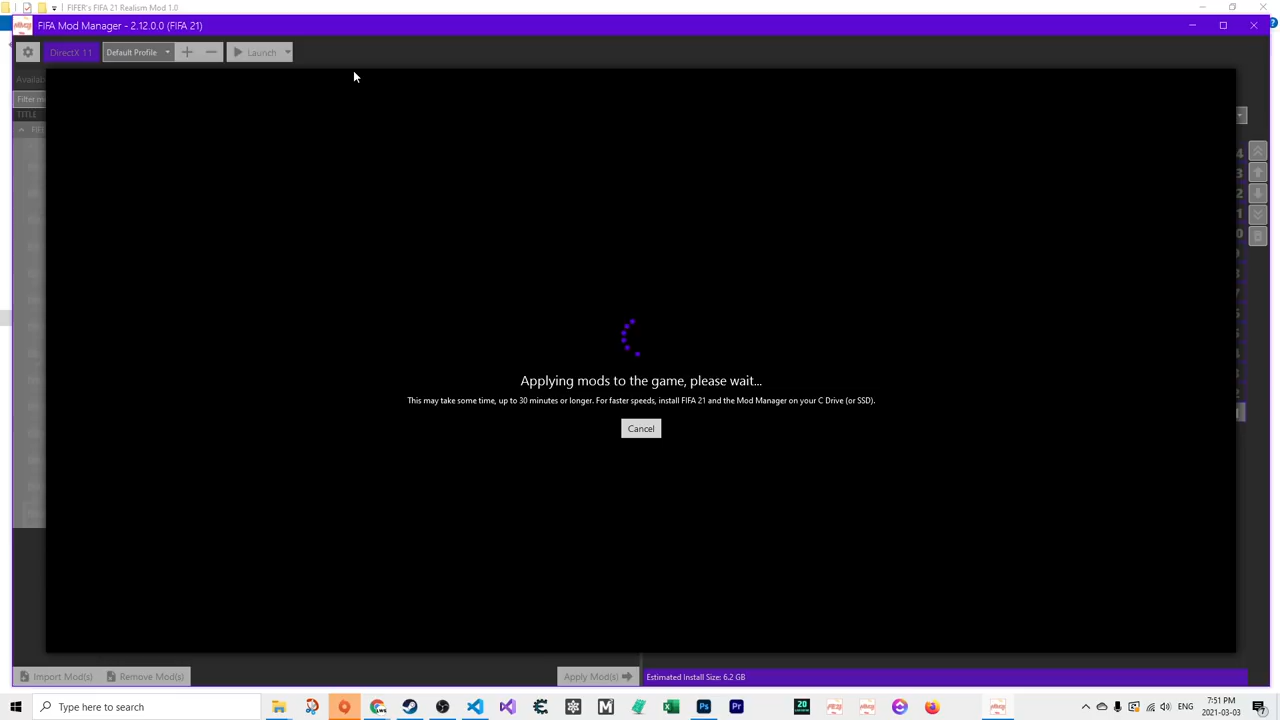 FIFER's FIFA 21 Realism Mod 1.0
FIFA Mod Manager - 2.12.0.0 (FIFA 21)
DirectX 11
Default Profile
Launch
Filter
TITLE
Applying mods to the game, please wait...
This may take some time, up to 30 minutes or longer. For faster speeds, install FIFA 21 and the Mod Manager on your C Drive (or SSD).
Cancel
Import Mod(s)
Remove Mod(s)
Apply Mod(s)
Estimated Install Size: 6.2 GB
Type here to search
20
ENG
7:51 PM
2021-03-03